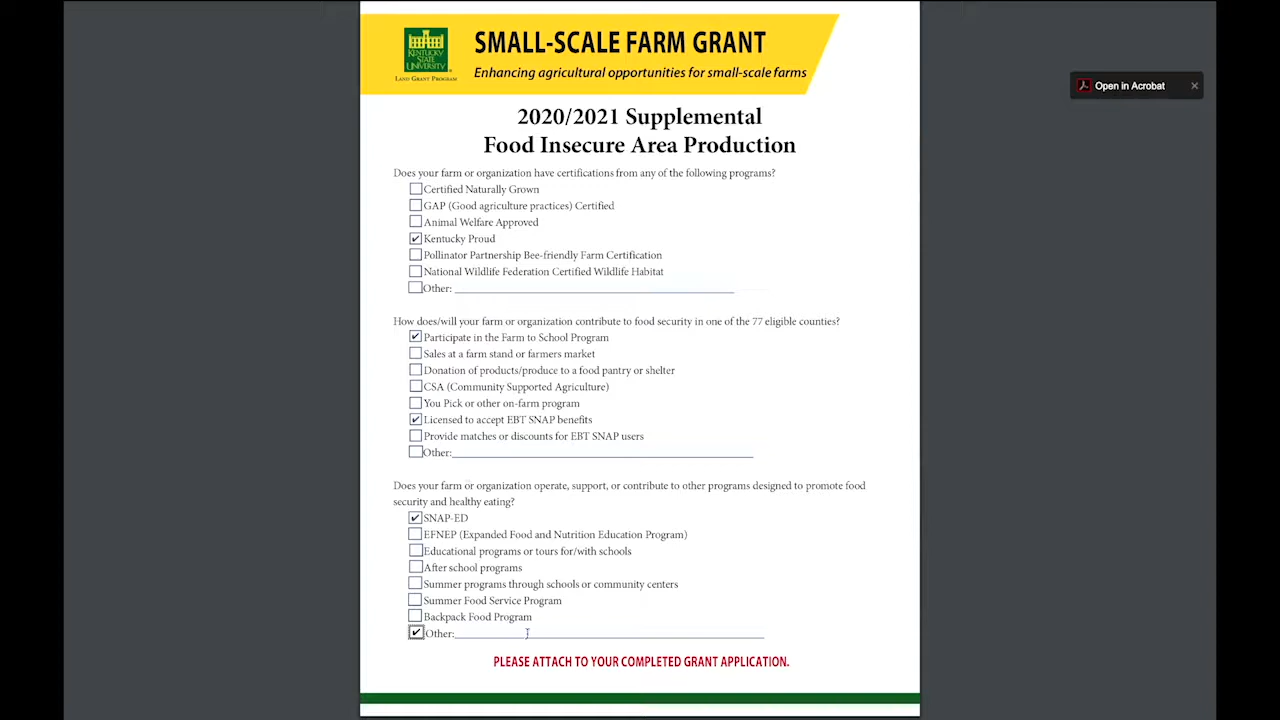 KENTUCKY
STATE
UNIVERSITY
LAND GRANT PROGRAM
SMALL-SCALE FARM GRANT
Enhancing agricultural opportunities for small-scale farms
Open in Acrobat
2020/2021 Supplemental
Food Insecure Area Production
Does your farm or organization have certifications from any of the following programs?
Certified Naturally Grown
GAP (Good agriculture practices) Certified
Animal Welfare Approved
Kentucky Proud
Pollinator Partnership Bee-friendly Farm Certification
National Wildlife Federation Certified Wildlife Habitat
Other:
How does/will your farm or organization contribute to food security in one of the 77 eligible counties?
Participate in the Farm to School Program
Sales at a farm stand or farmers market
Donation of products/produce to a food pantry or shelter
CSA (Community Supported Agriculture)
You Pick or other on-farm program
Licensed to accept EBT SNAP benefits
Provide matches or discounts for EBT SNAP users
Other:
Does your farm or organization operate, support, or contribute to other programs designed to promote food
security and healthy eating?
SNAP-ED
EFNEP (Expanded Food and Nutrition Education Program)
Educational programs or tours for/with schools
After school programs
Summer programs through schools or community centers
Summer Food Service Program
Backpack Food Program
Other:
PLEASE ATTACH TO YOUR COMPLETED GRANT APPLICATION.